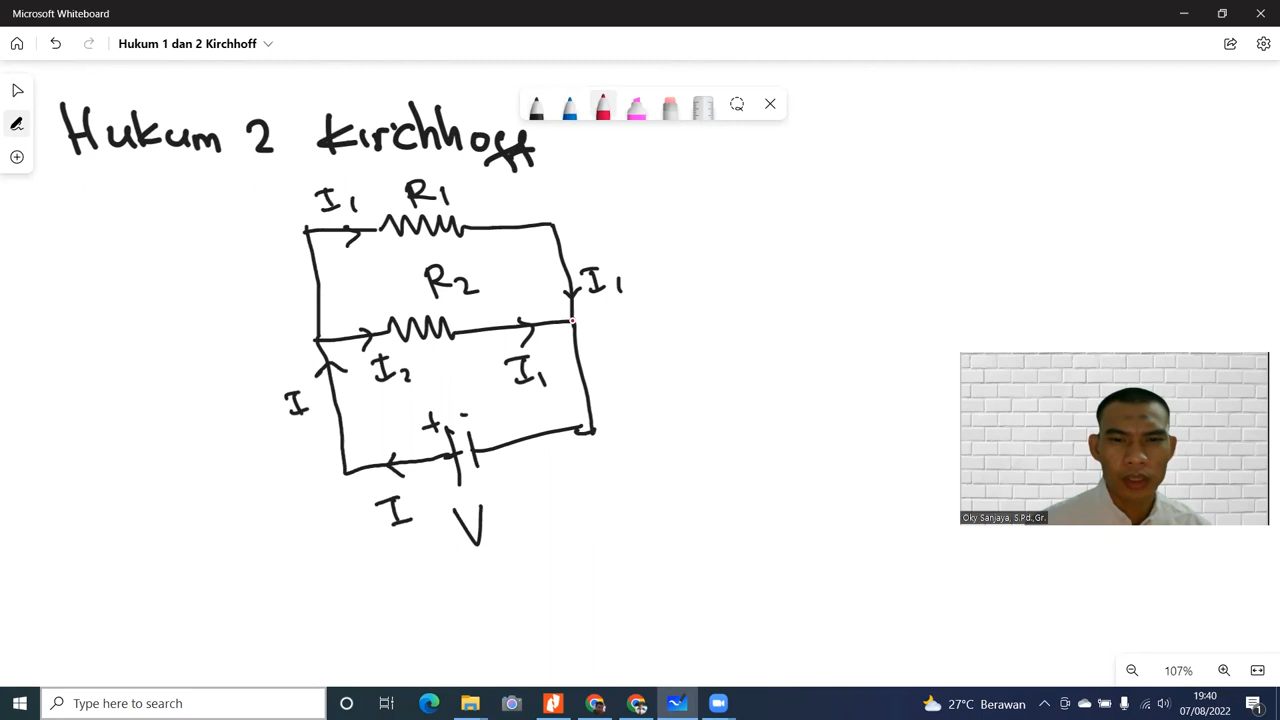 Microsoft Whiteboard
Hukum 1 dan 2 Kirchhoff
Hukum 2 Kirchhoff
I1
R1
R2
I1
I2
I1
I
+ -
I
V
Oky Sanjaya, S.Pd.,Gr.
107%
Type here to search
27°C Berawan
19:40
07/08/2022
1